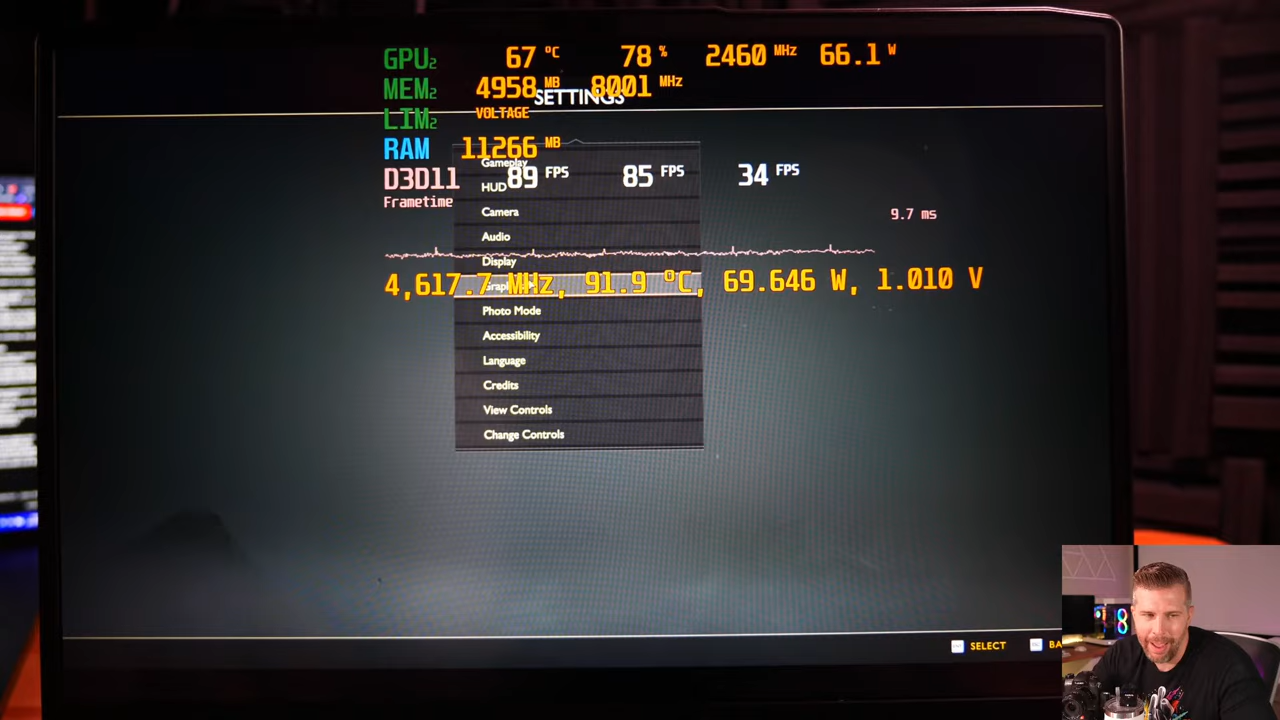 GPU2 67 °C 78 % 2460 MHz 66.1 W
MEM2 4958 MB 8001 MHz
SETTINGS
LIM2 VOLTAGE
RAM 11266 MB
Gameplay
D3D11 89 FPS 85 FPS 34 FPS
HUD
Frametime
Camera
9.7 ms
Audio
Display
4,617.7 MHz, 91.9 °C, 69.646 W, 1.010 V
Photo Mode
Accessibility
Language
Credits
View Controls
Change Controls
SELECT